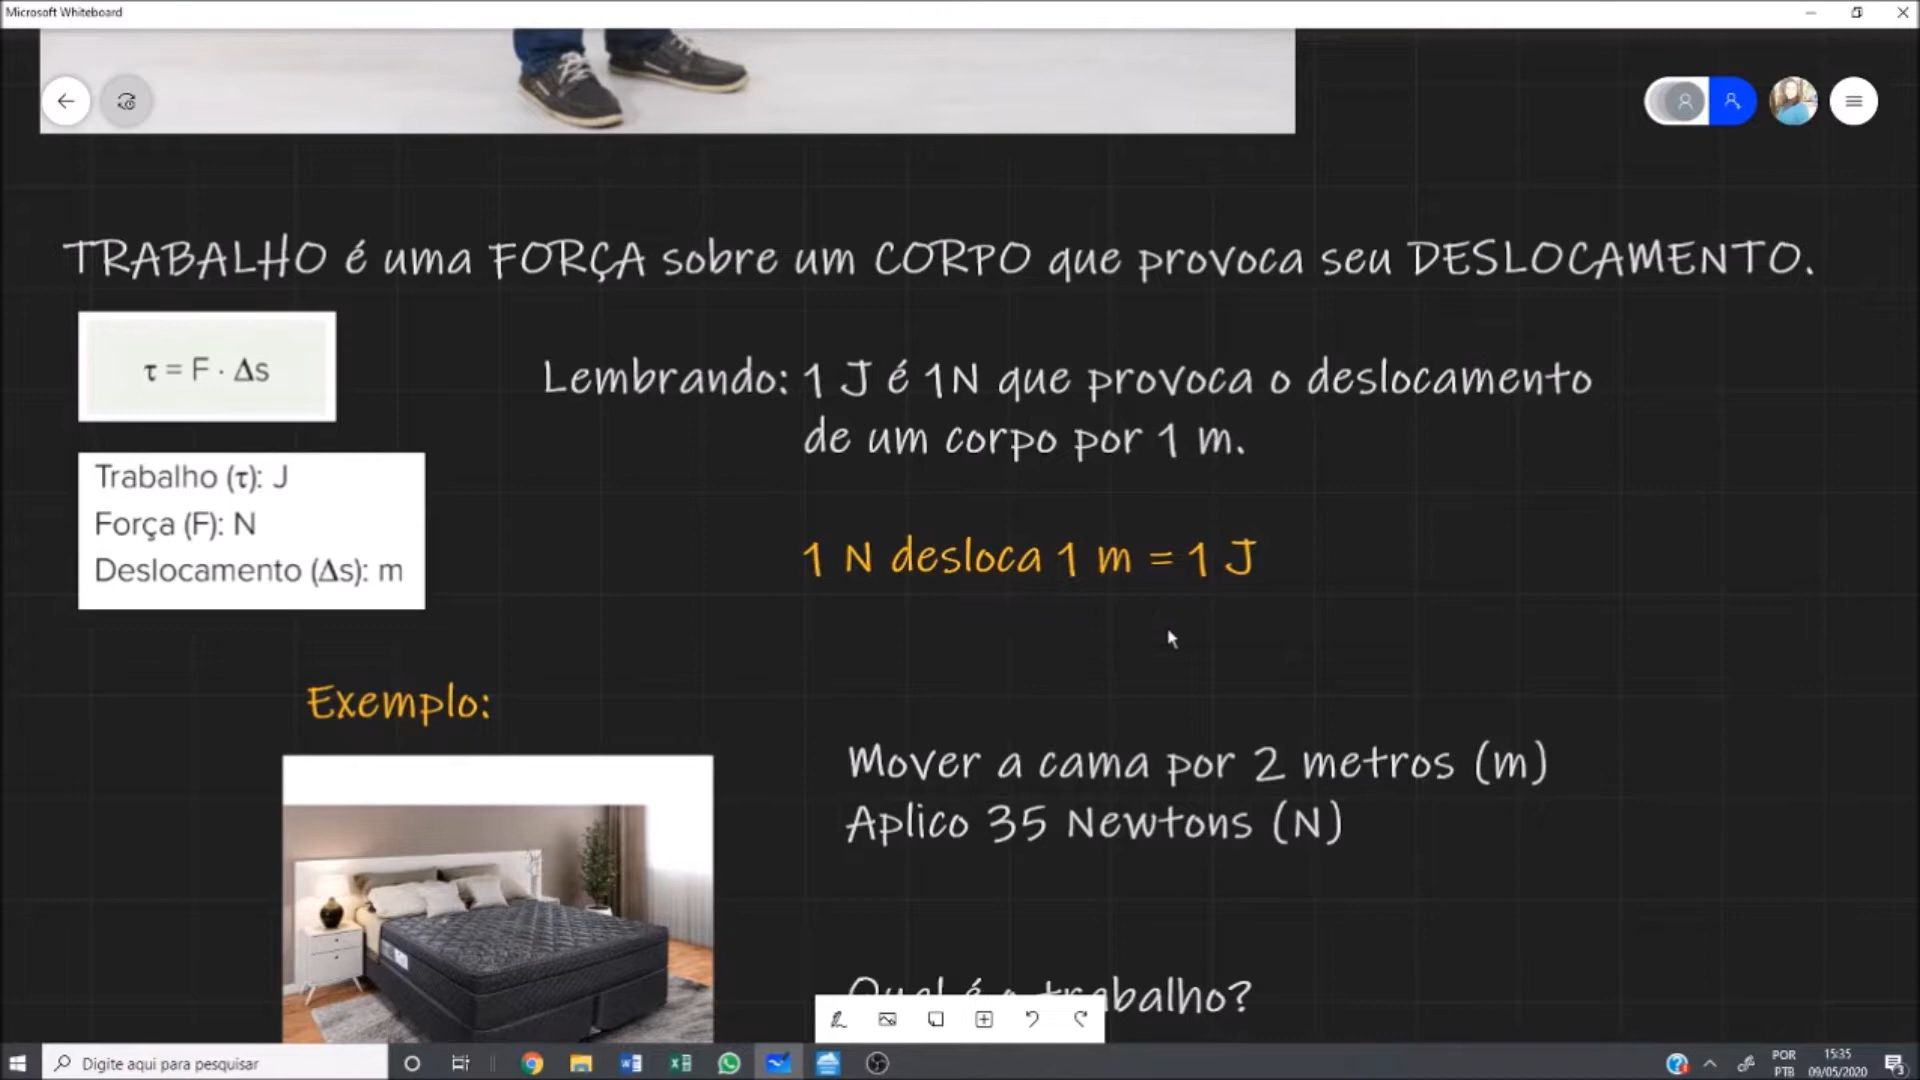 Microsoft Whiteboard
TRABALHO é uma FORÇA sobre um CORPO que provoca seu DESLOCAMENTO.
τ = F · Δs
Lembrando: 1 J é 1N que provoca o deslocamento
de um corpo por 1 m.
Trabalho (τ): J
Força (F): N
Deslocamento (Δs): m
1 N desloca 1 m = 1 J
Exemplo:
Mover a cama por 2 metros (m)
Aplico 35 Newtons (N)
Qual é o trabalho?
Digite aqui para pesquisar
POR
PTB
15:35
09/05/2020
3